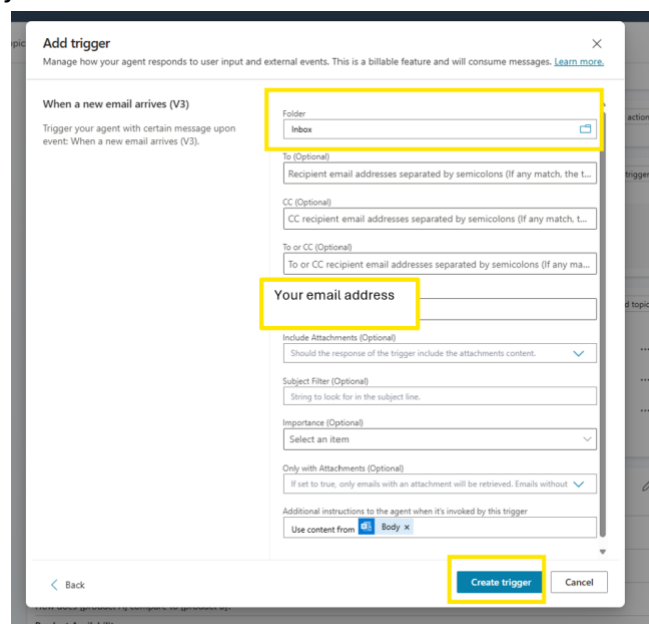 Add trigger
Manage how your agent responds to user input and external events. This is a billable feature and will consume messages. Learn more.
When a new email arrives (V3)
Trigger your agent with certain message upon
event: When a new email arrives (V3).
Folder
Inbox
To (Optional)
Recipient email addresses separated by semicolons (If any match, the t...
CC (Optional)
CC recipient email addresses separated by semicolons (If any match, t...
To or CC (Optional)
To or CC recipient email addresses separated by semicolons (If any ma...
Your email address
Include Attachments (Optional)
Should the response of the trigger include the attachments content.
Subject Filter (Optional)
String to look for in the subject line.
Importance (Optional)
Select an item
Only with Attachments (Optional)
If set to true, only emails with an attachment will be retrieved. Emails without
Additional instructions to the agent when it's invoked by this trigger
Use content from Body ×
Back
Create trigger
Cancel
action
trigger
d topic